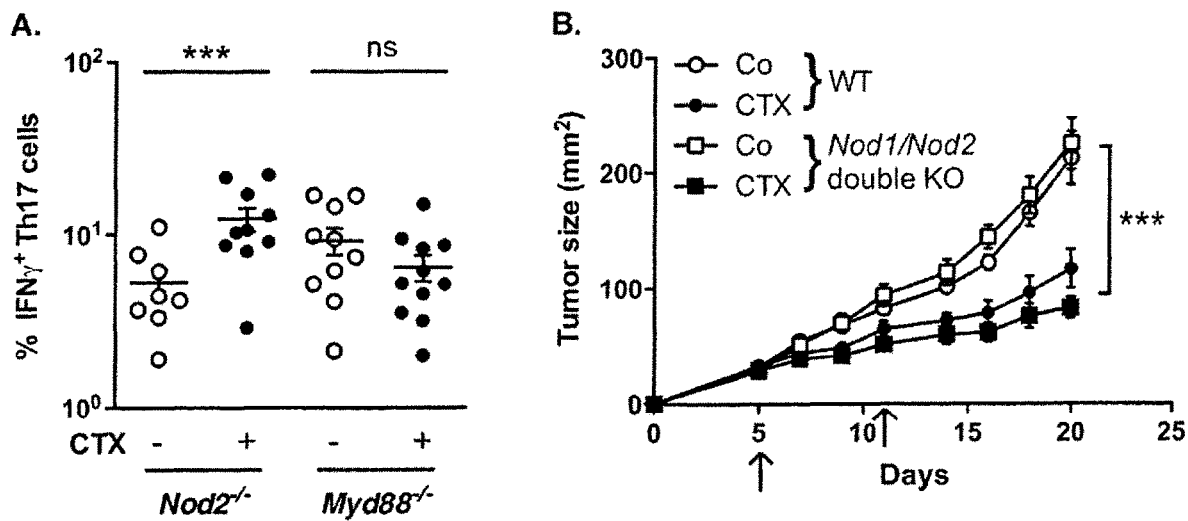 A.
10²
***
ns
10¹
10⁰
% IFNγ⁺ Th17 cells
CTX - + - +
Nod2⁻/⁻ Myd88⁻/⁻
B.
300
200
100
0
Tumor size (mm²)
Co
CTX
WT
Co
CTX
Nod1/Nod2
double KO
***
0 5 10 15 20 25
Days